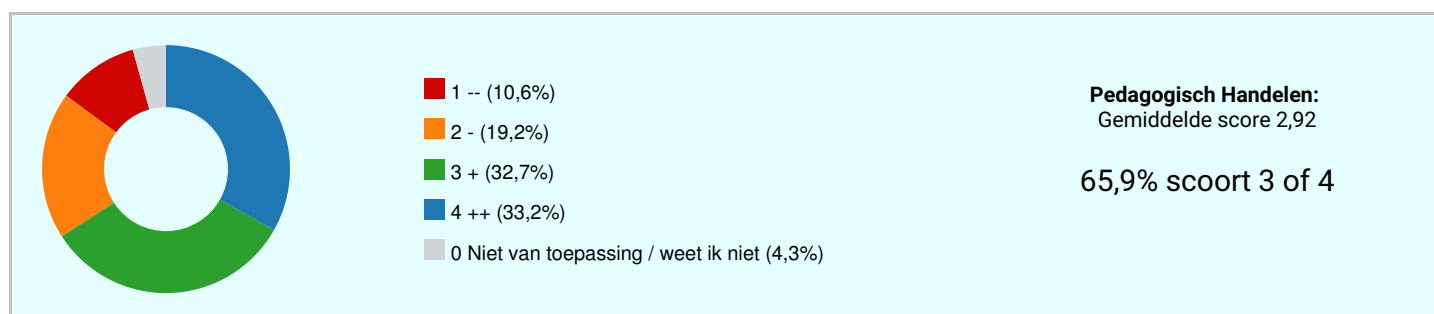 1 -- (10,6%)
2 - (19,2%)
3 + (32,7%)
4 ++ (33,2%)
0 Niet van toepassing / weet ik niet (4,3%)
Pedagogisch Handelen:
Gemiddelde score 2,92
65,9% scoort 3 of 4